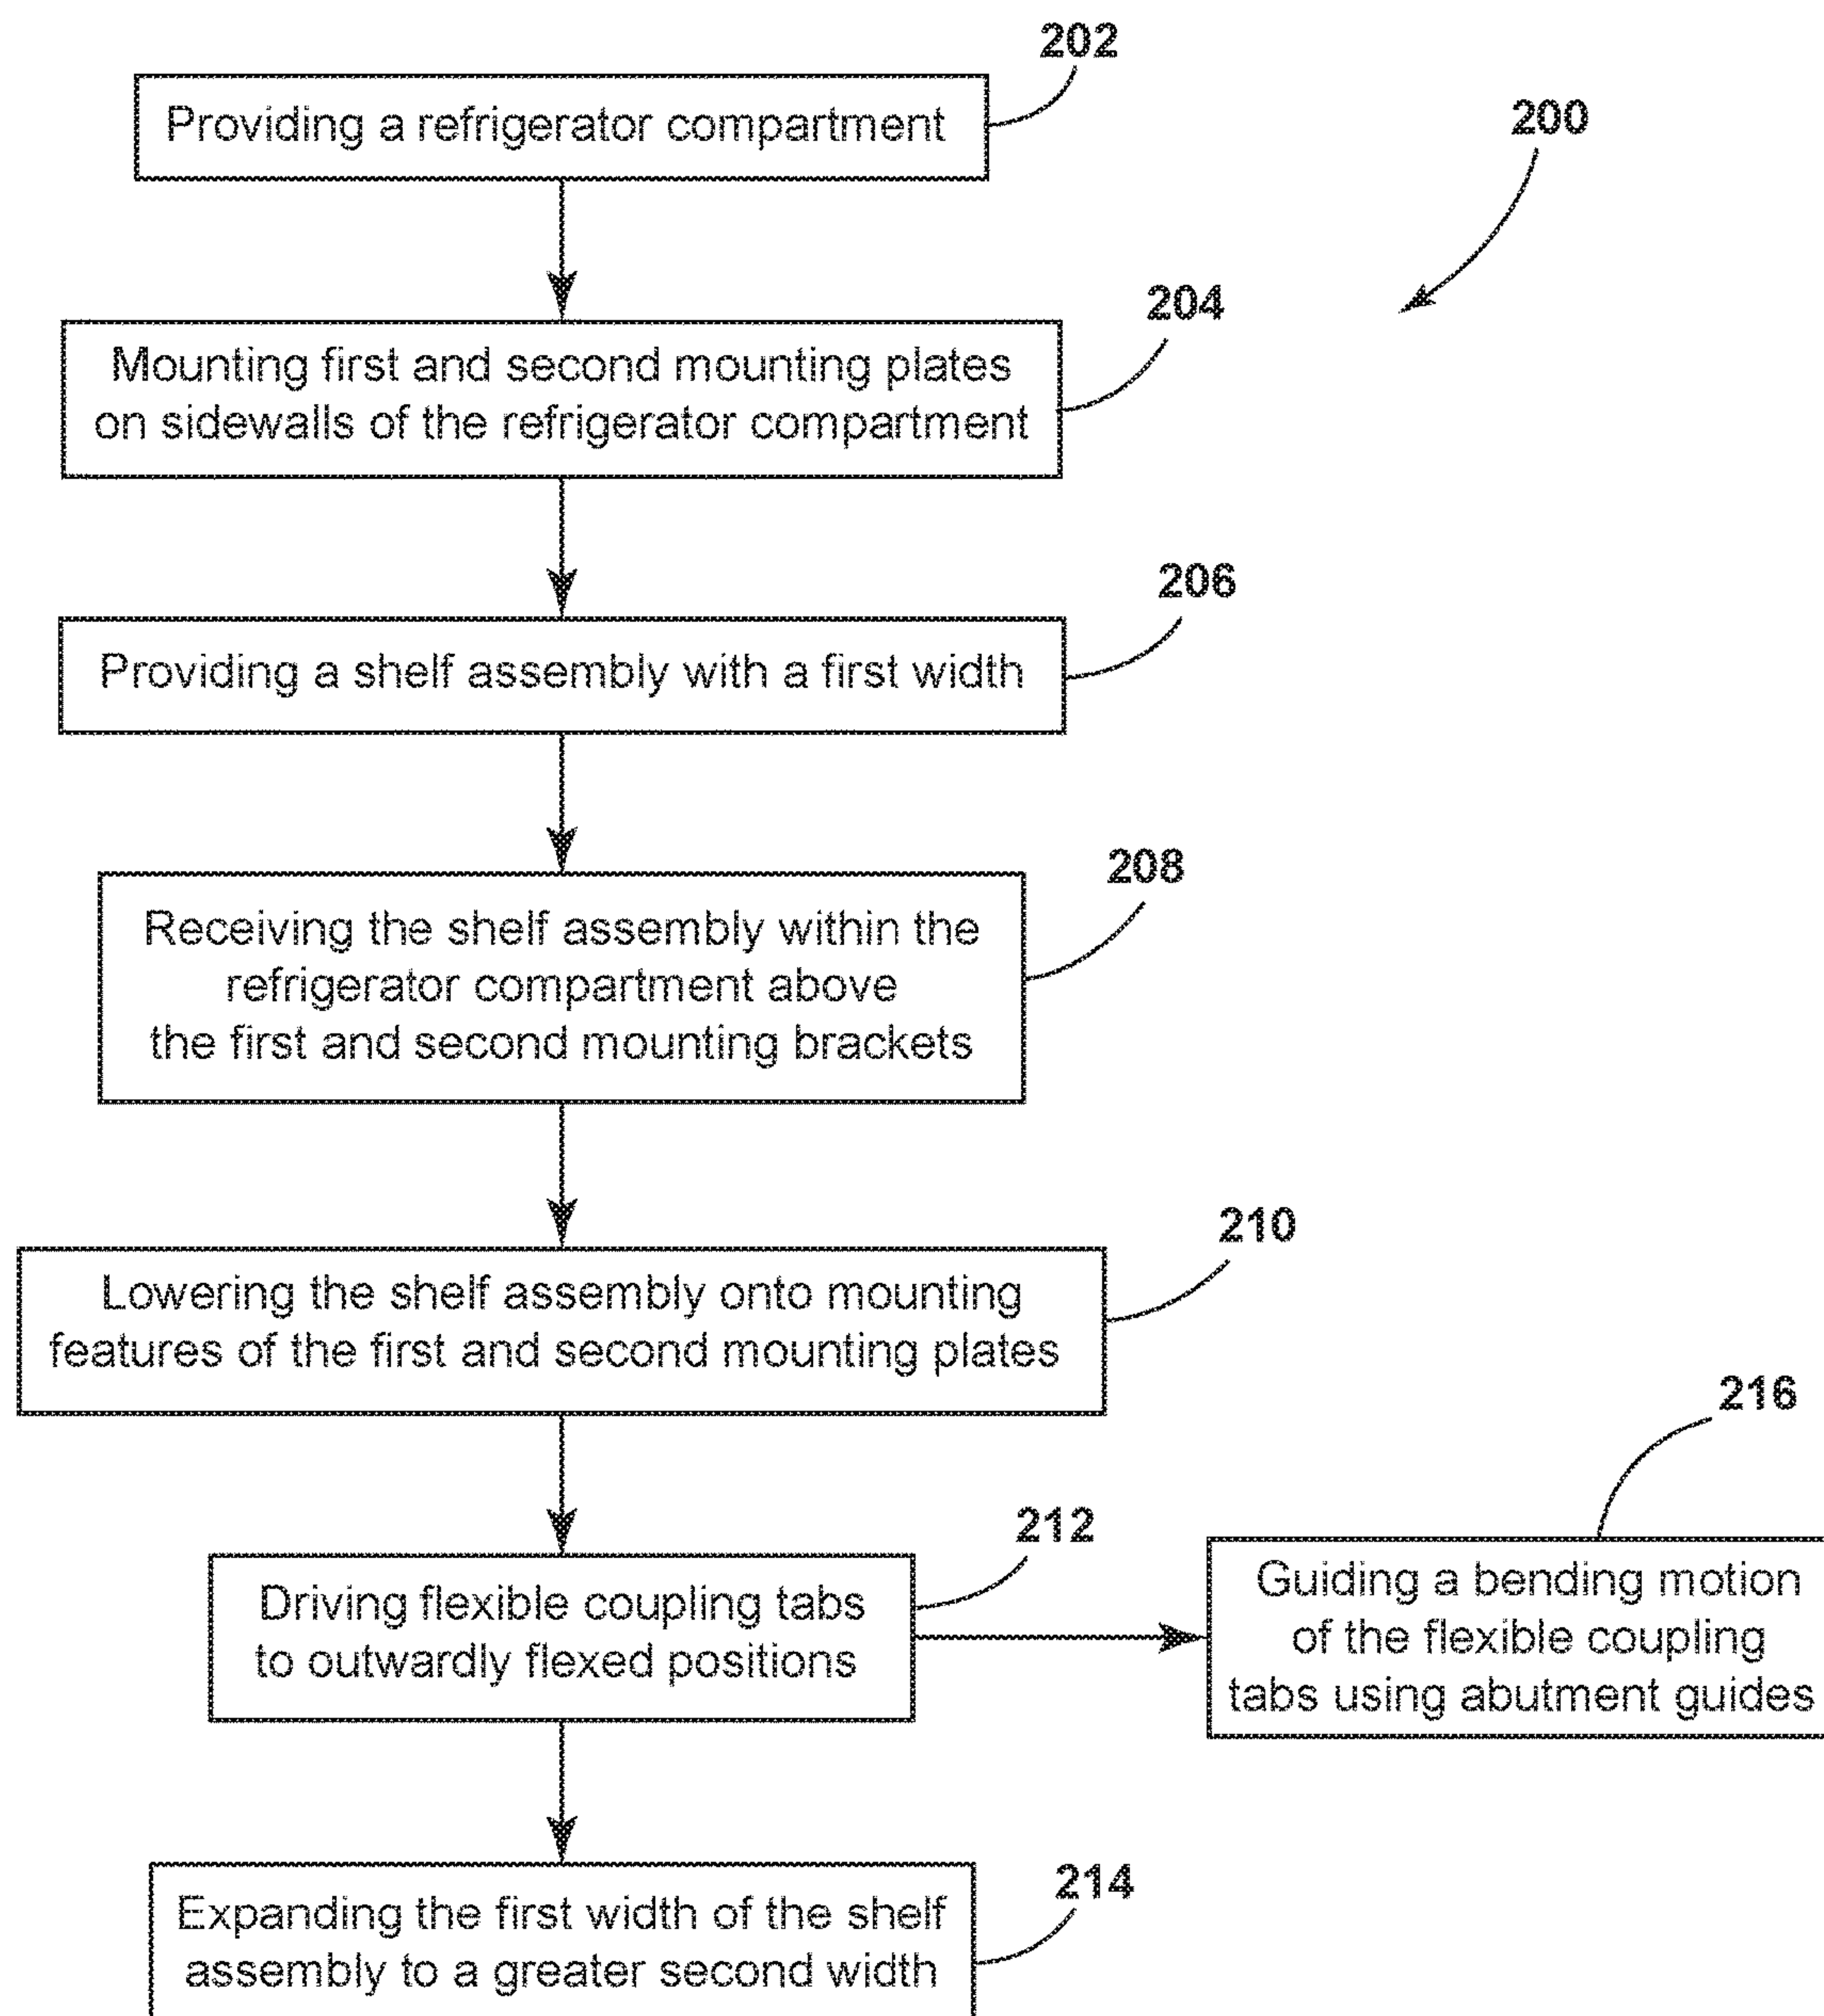 202
Providing a refrigerator compartment
200
204
Mounting first and second mounting plates
on sidewalls of the refrigerator compartment
206
Providing a shelf assembly with a first width
208
Receiving the shelf assembly within the
refrigerator compartment above
the first and second mounting brackets
210
Lowering the shelf assembly onto mounting
features of the first and second mounting plates
212
Driving flexible coupling tabs
to outwardly flexed positions
216
Guiding a bending motion
of the flexible coupling
tabs using abutment guides
214
Expanding the first width of the shelf
assembly to a greater second width